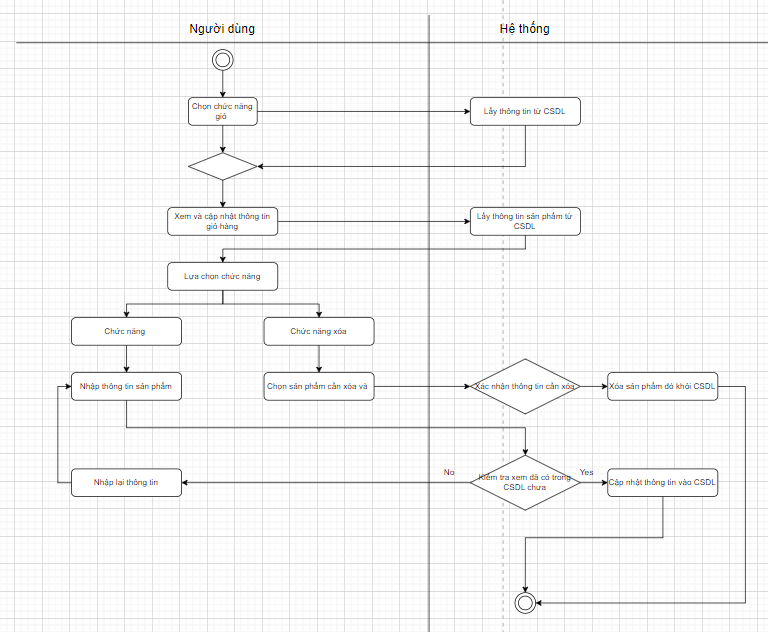 Người dùng
Hệ thống
Chọn chức năng
giỏ
Lấy thông tin từ CSDL
Xem và cập nhật thông tin
giỏ hàng
Lấy thông tin sản phẩm từ
CSDL
Lựa chọn chức năng
Chức năng
Chức năng xóa
Nhập thông tin sản phẩm
Chọn sản phẩm cần xóa và
Xác nhận thông tin cần xóa
Xóa sản phẩm đó khỏi CSDL
No
Yes
Nhập lại thông tin
Kiểm tra xem đã có trong
CSDL chưa
Cập nhật thông tin vào CSDL